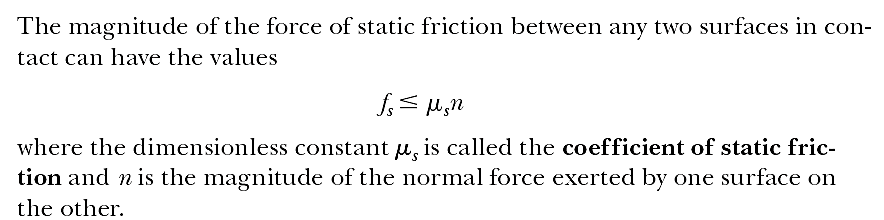 The magnitude of the force of static friction between any two surfaces in con-
tact can have the values
fₛ ≤ μₛn
where the dimensionless constant μₛ is called the coefficient of static fric-
tion and n is the magnitude of the normal force exerted by one surface on
the other.